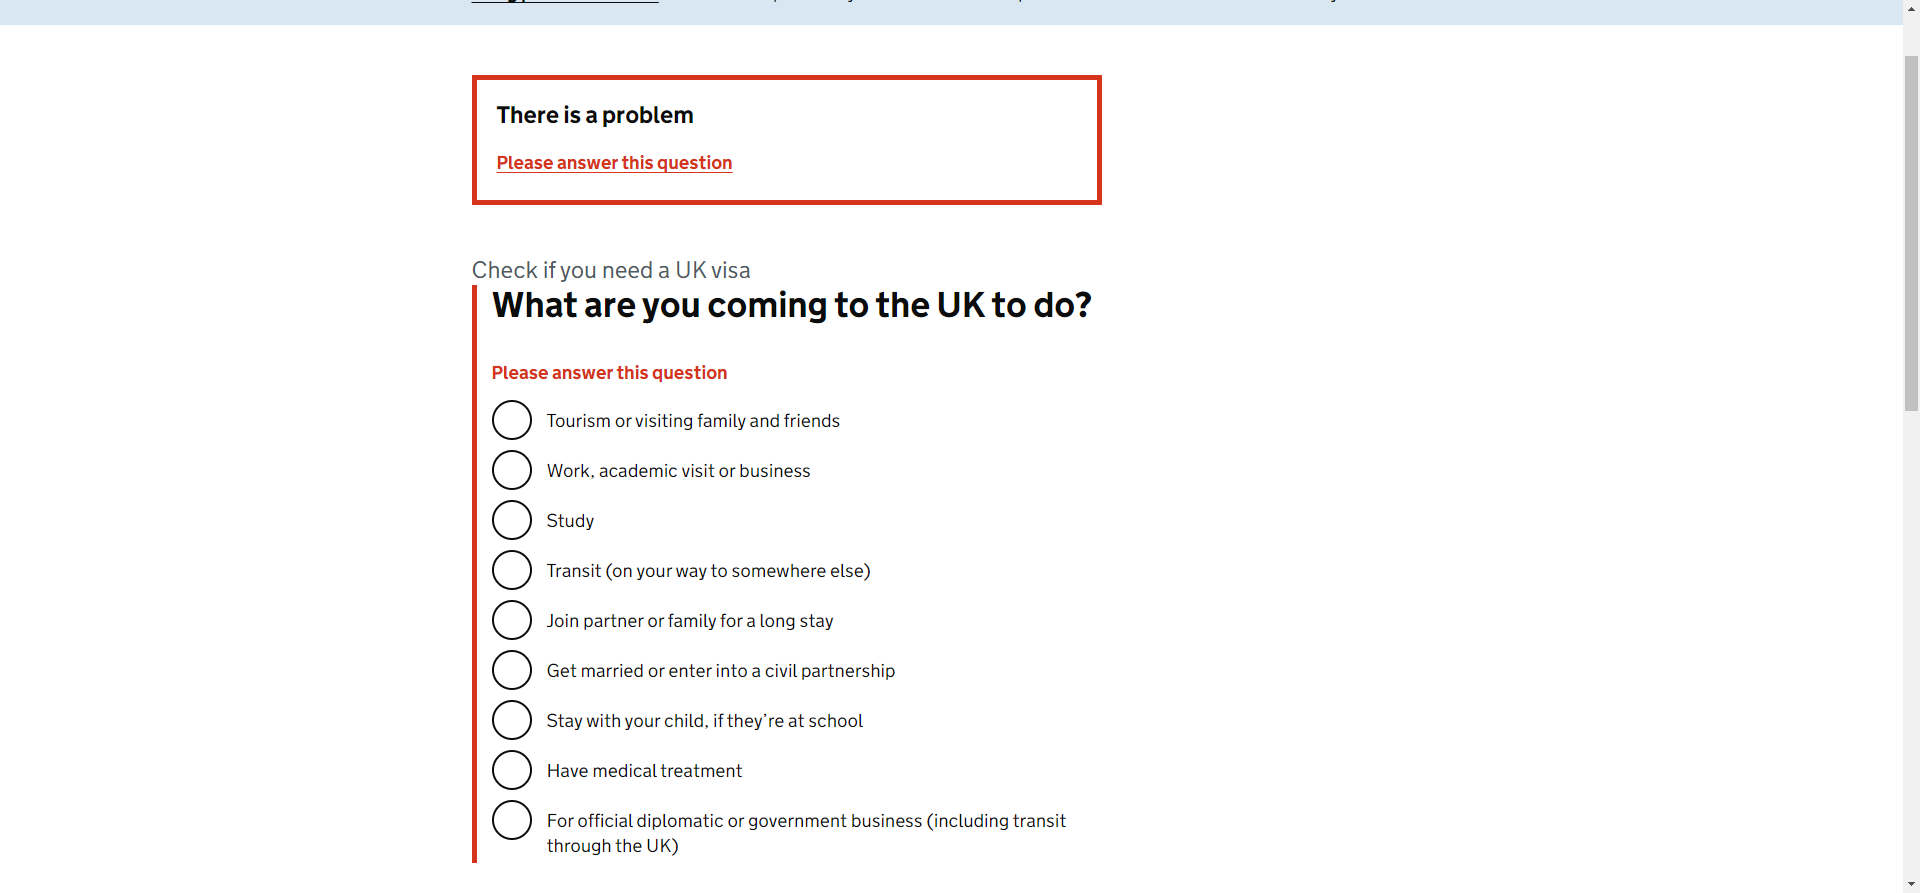 There is a problem
Please answer this question
Check if you need a UK visa
What are you coming to the UK to do?
Please answer this question
Tourism or visiting family and friends
Work, academic visit or business
Study
Transit (on your way to somewhere else)
Join partner or family for a long stay
Get married or enter into a civil partnership
Stay with your child, if they’re at school
Have medical treatment
For official diplomatic or government business (including transit
through the UK)